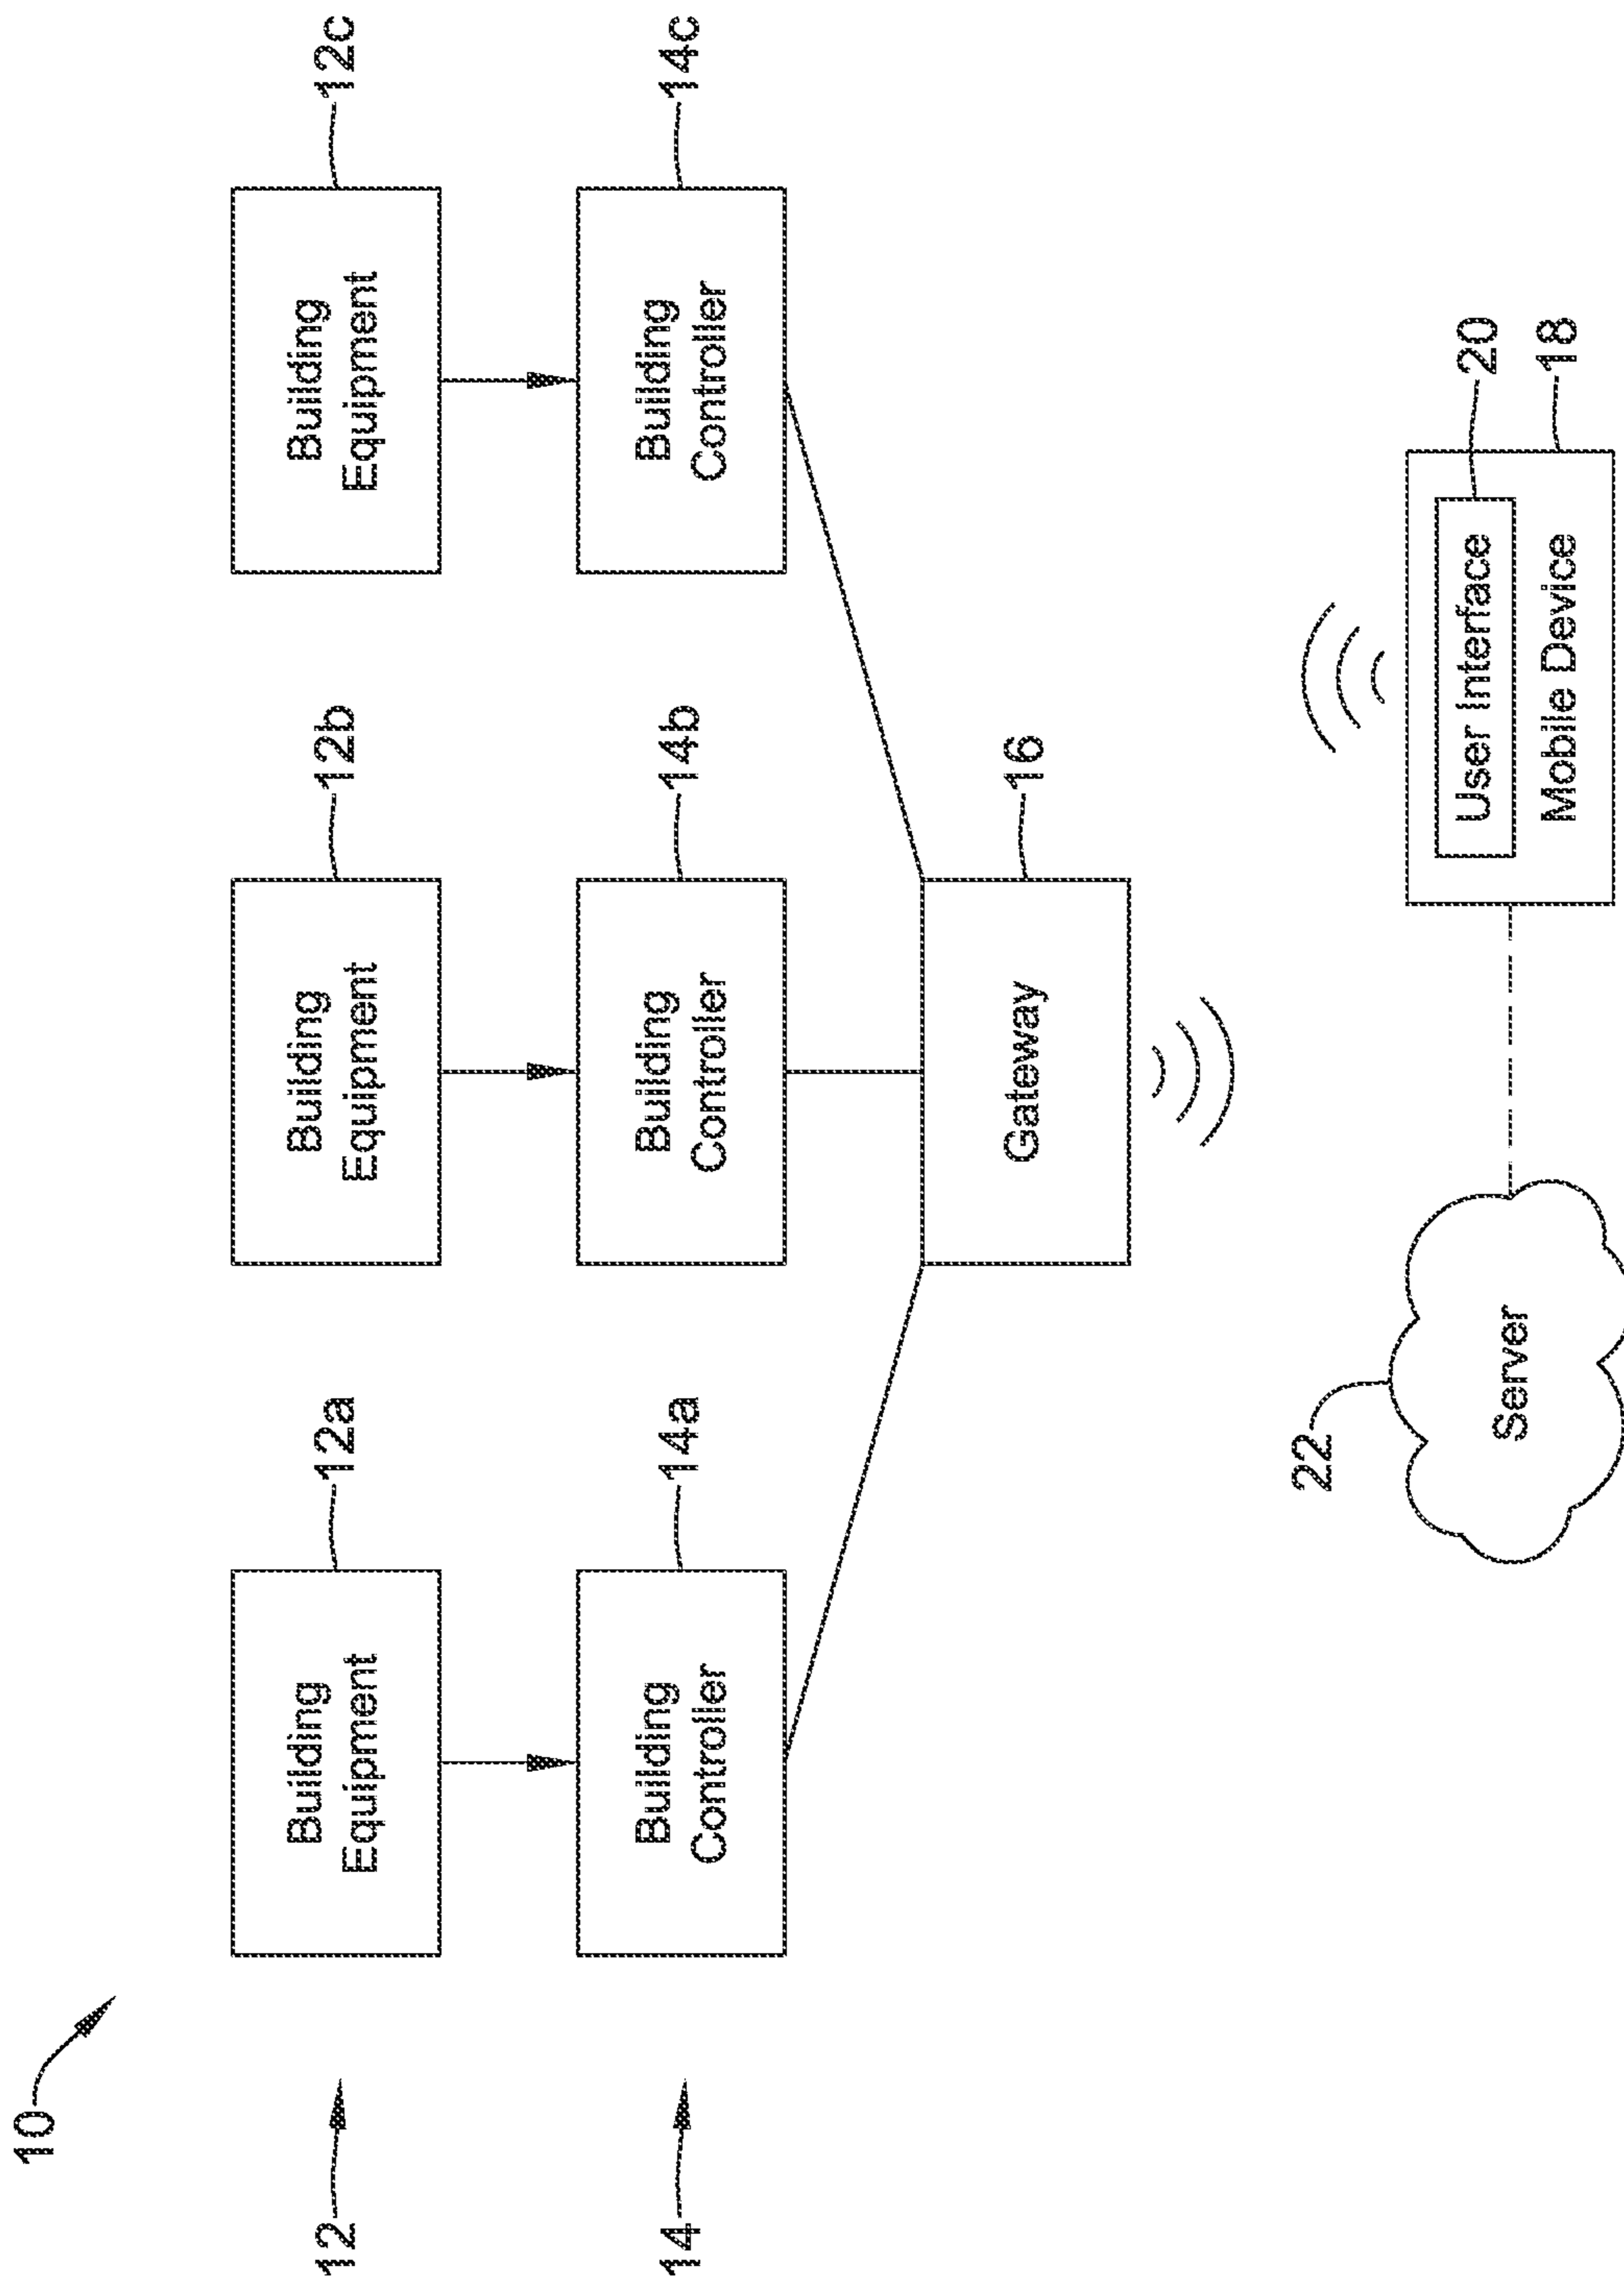 10
12
Building
Equipment
12a
Building
Equipment
12b
Building
Equipment
12c
14
Building
Controller
14a
Building
Controller
14b
Building
Controller
14c
Gateway
16
22
Server
User Interface
20
Mobile Device
18